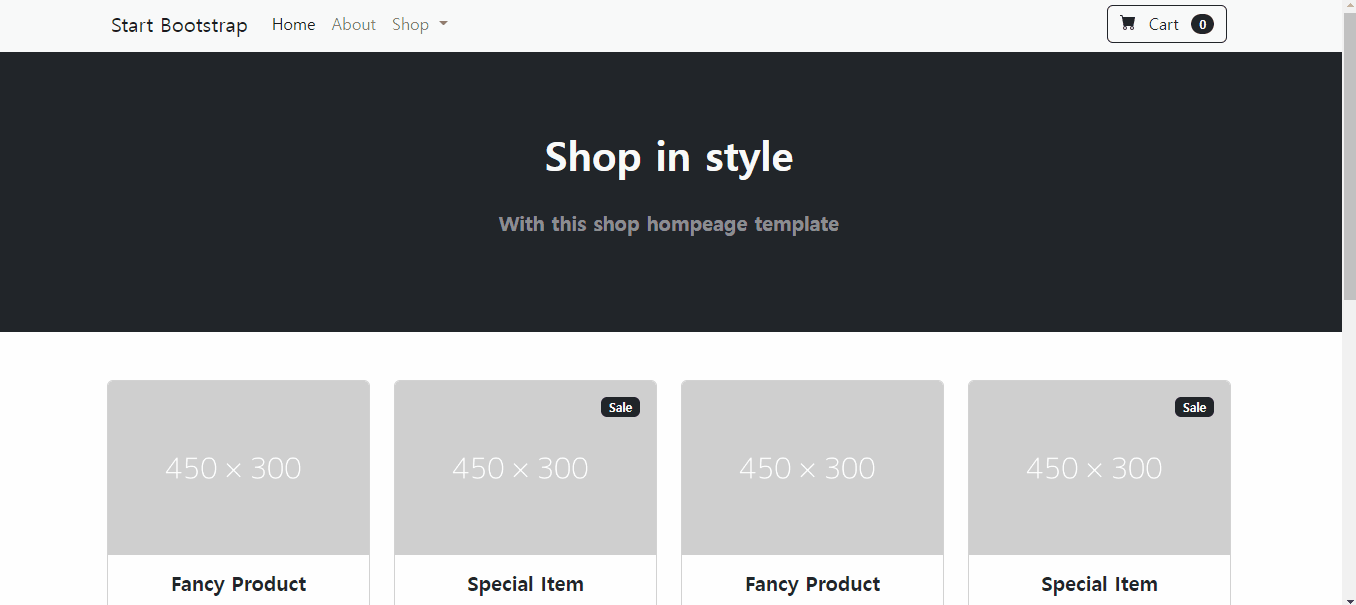 Start Bootstrap Home About Shop Cart 0
Shop in style
With this shop hompeage template
Sale Sale
450 × 300 450 × 300 450 × 300 450 × 300
Fancy Product Special Item Fancy Product Special Item